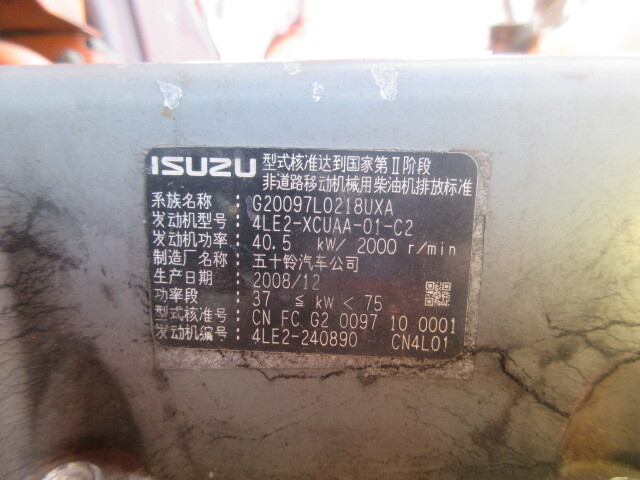 ISUZU 型式核准达到国家第Ⅱ阶段
非道路移动机械用柴油机排放标准
系族名称 : G20097L0218UXA
发动机型号 : 4LE2-XCUAA-01-C2
发动机功率 : 40.5 kW/ 2000 r/min
制造厂名称 : 五十铃汽车公司
生产日期 : 2008/12
功率段 : 37 ≦ kW < 75
型式核准号 : CN FC G2 0097 10 0001
发动机编号 : 4LE2-240890 CN4L01